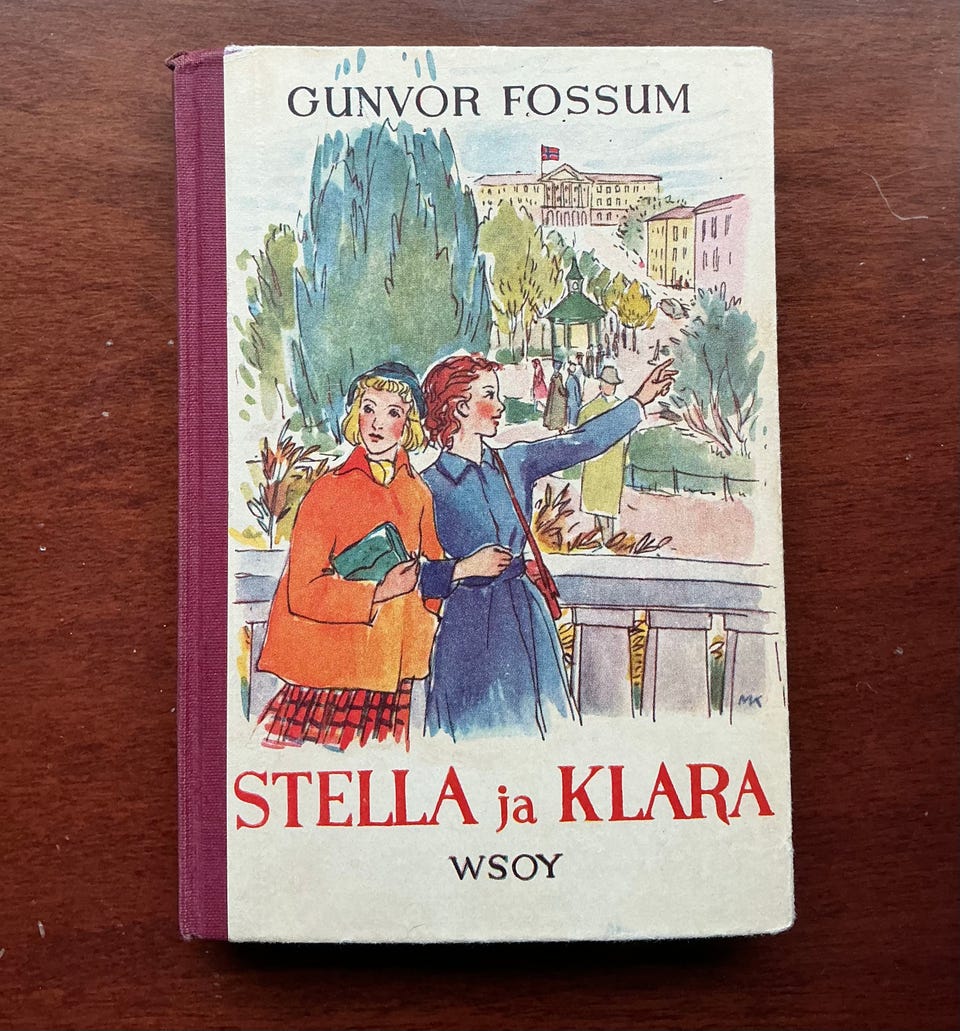 GUNVOR FOSSUM
MK
STELLA ja KLARA
WSOY